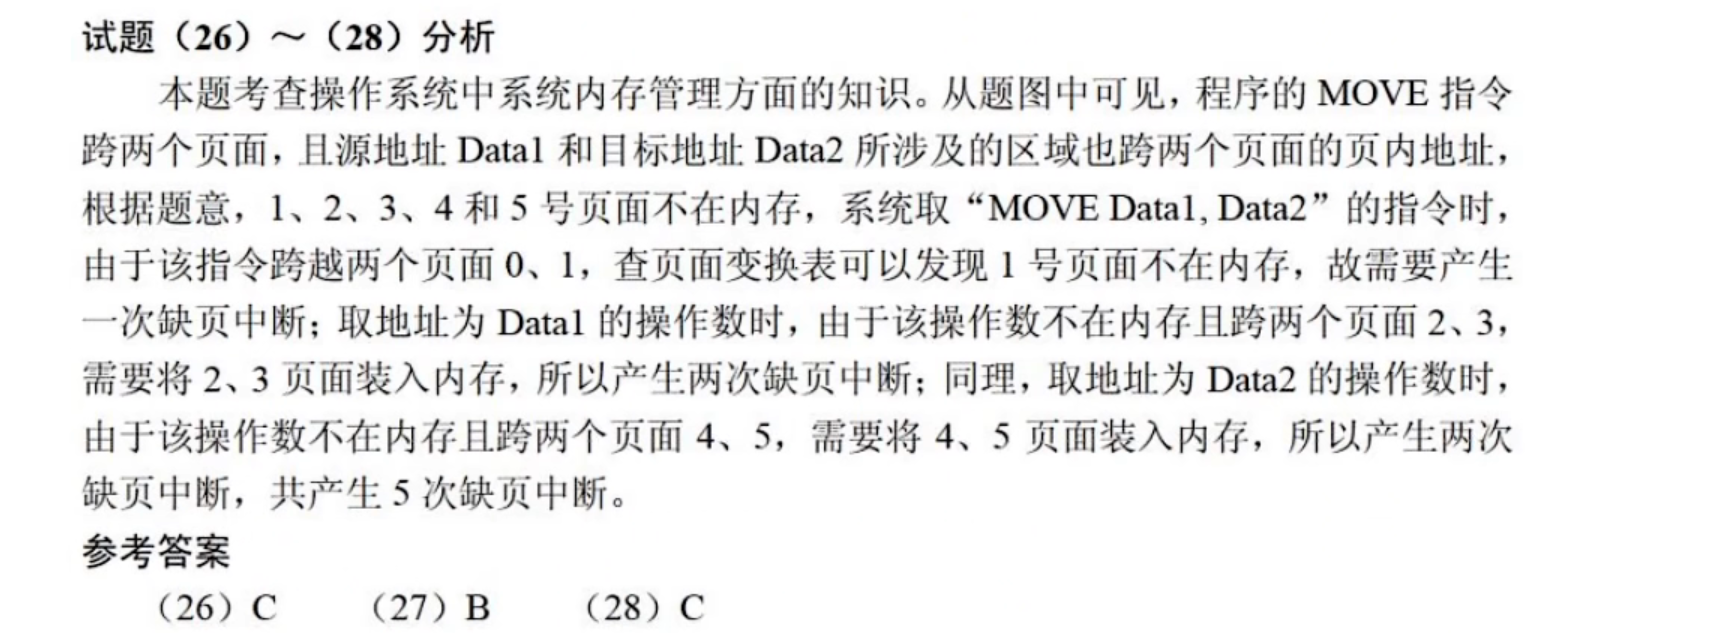 试题（26）～（28）分析
本题考查操作系统中系统内存管理方面的知识。从题图中可见，程序的 MOVE 指令
跨两个页面，且源地址 Data1 和目标地址 Data2 所涉及的区域也跨两个页面的页内地址，
根据题意，1、2、3、4 和 5 号页面不在内存，系统取“MOVE Data1, Data2”的指令时，
由于该指令跨越两个页面 0、1，查页面变换表可以发现 1 号页面不在内存，故需要产生
一次缺页中断；取地址为 Data1 的操作数时，由于该操作数不在内存且跨两个页面 2、3，
需要将 2、3 页面装入内存，所以产生两次缺页中断；同理，取地址为 Data2 的操作数时，
由于该操作数不在内存且跨两个页面 4、5，需要将 4、5 页面装入内存，所以产生两次
缺页中断，共产生 5 次缺页中断。
参考答案
（26）C （27）B （28）C